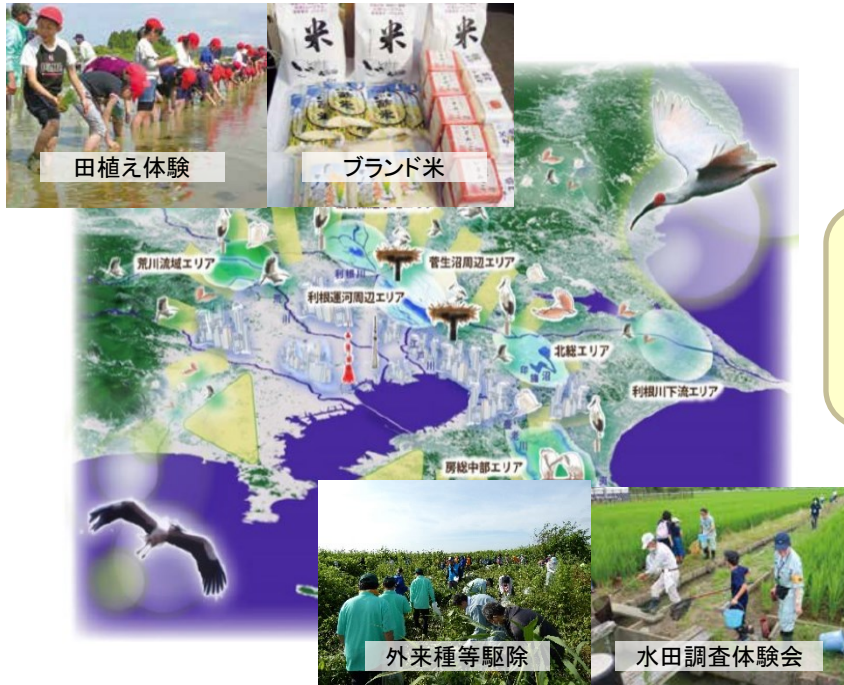 米 米 米
田植え体験
ブランド米
荒川流域エリア
菅生沼周辺エリア
利根川
利根運河周辺エリア
北総エリア
印旛沼
利根川下流エリア
房総中部エリア
外来種等駆除
水田調査体験会